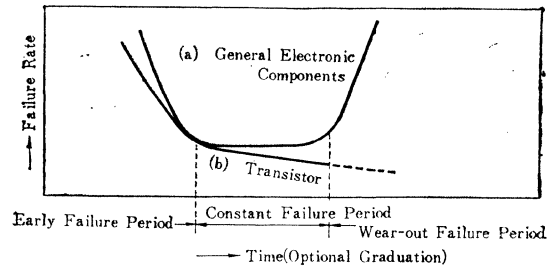 Failure Rate
(a) General Electronic
Components
(b) Transistor
Constant Failure Period
Early Failure Period
Wear-out Failure Period
Time(Optional Graduation)